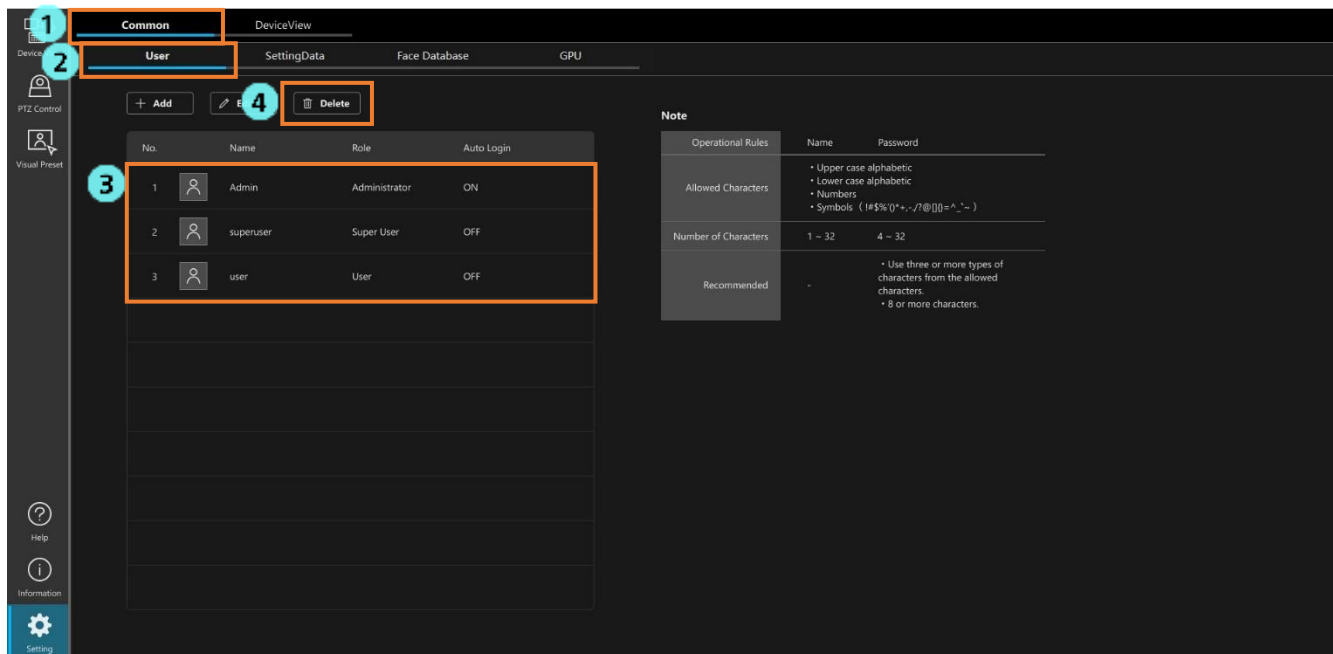 1
Common
DeviceView
2
User
SettingData
Face Database
GPU
PTZ Control
Visual Preset
Help
Information
Setting
Add
4
Delete
No. Name Role Auto Login
3
1 Admin Administrator ON
2 superuser Super User OFF
3 user User OFF
Note
Operational Rules Name Password
Allowed Characters
・Upper case alphabetic
・Lower case alphabetic
・Numbers
・Symbols
Number of Characters 1 ~ 32 4 ~ 32
Recommended -
・Use three or more types of
characters from the allowed
characters.
・8 or more characters.